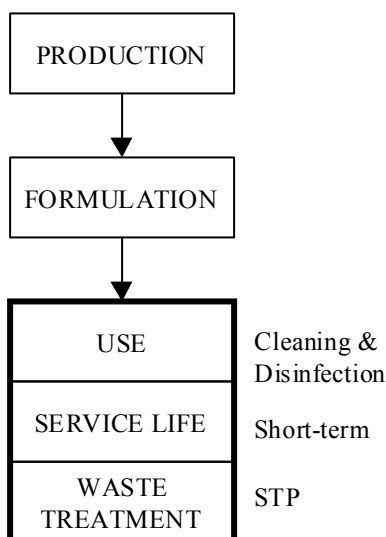 PRODUCTION
FORMULATION
USE
Cleaning &
Disinfection
SERVICE LIFE
Short-term
WASTE
TREATMENT
STP